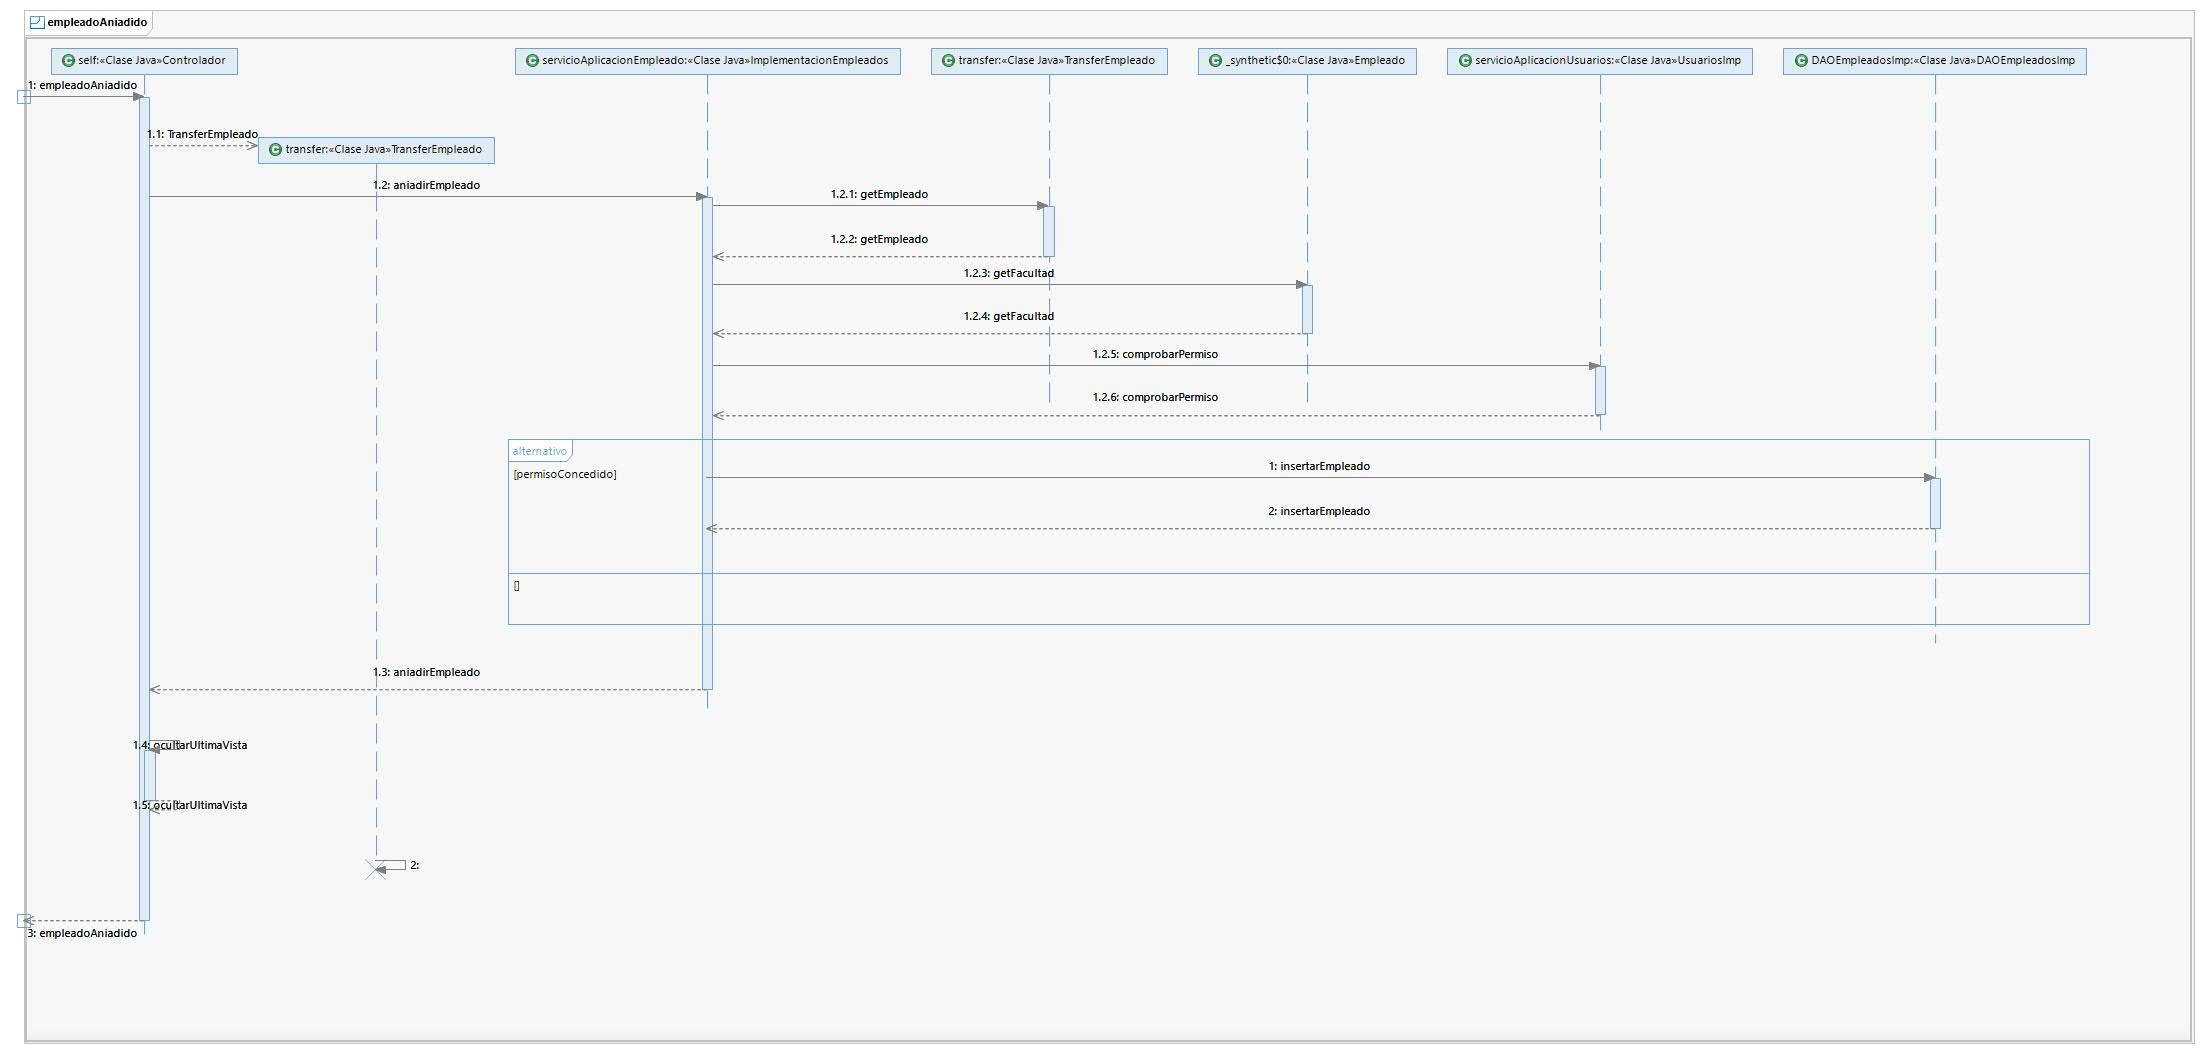 empleadoAniadido
self:«Clase Java»Controlador
servicioAplicacionEmpleado:«Clase Java»ImplementacionEmpleados
transfer:«Clase Java»TransferEmpleado
_synthetic$0:«Clase Java»Empleado
servicioAplicacionUsuarios:«Clase Java»UsuariosImp
DAOEmpleadosImp:«Clase Java»DAOEmpleadosImp
1: empleadoAniadido
1.1: TransferEmpleado
transfer:«Clase Java»TransferEmpleado
1.2: aniadirEmpleado
1.2.1: getEmpleado
1.2.2: getEmpleado
1.2.3: getFacultad
1.2.4: getFacultad
1.2.5: comprobarPermiso
1.2.6: comprobarPermiso
alternativo
[permisoConcedido]
1: insertarEmpleado
2: insertarEmpleado
[]
1.3: aniadirEmpleado
1.4: ocultarUltimaVista
1.5: ocultarUltimaVista
2:
3: empleadoAniadido